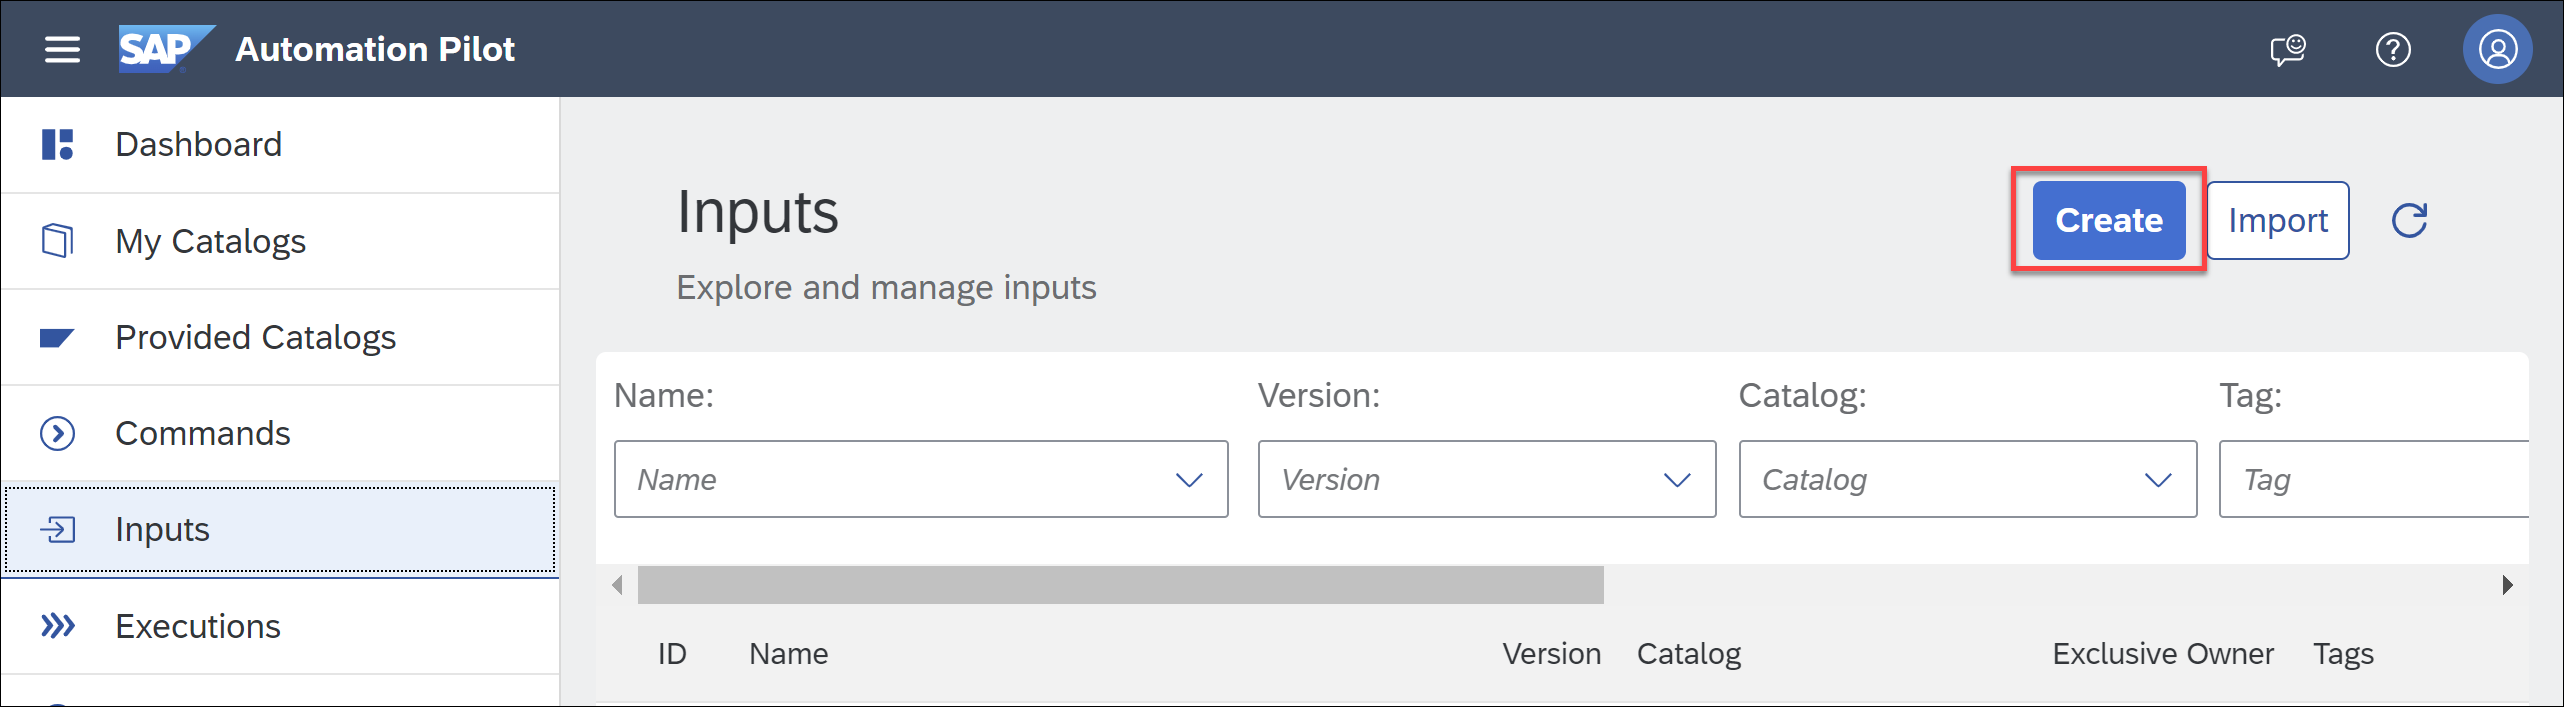 SAP Automation Pilot
Dashboard
My Catalogs
Provided Catalogs
Commands
Inputs
Executions
Inputs
Create Import
Explore and manage inputs
Name: Version: Catalog: Tag:
Name Version Catalog Tag
ID Name Version Catalog Exclusive Owner Tags